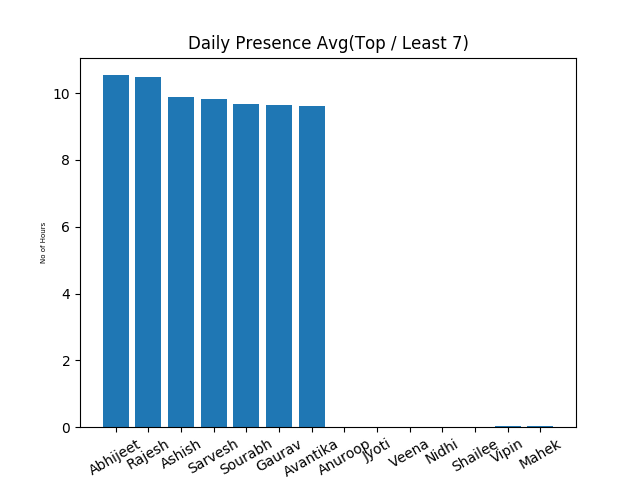 Daily Presence Avg(Top / Least 7)
No of Hours
10
8
6
4
2
0
Abhijeet
Rajesh
Ashish
Sarvesh
Sourabh
Gaurav
Avantika
Anuroop
Jyoti
Veena
Nidhi
Shailee
Vipin
Mahek